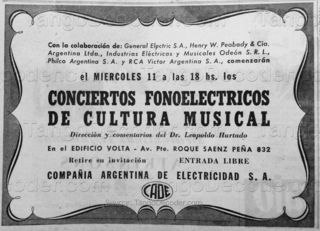 Con la colaboración de: General Electric S.A., Henry W. Peabody & Cía.
Argentina Ltda., Industrias Eléctricas y Musicales Odeón S. R. L.,
Philco Argentina S. A. y RCA Victor Argentina S. A., comenzarán
el MIERCOLES 11 a las 18 hs. los
CONCIERTOS FONOELECTRICOS
DE CULTURA MUSICAL
Dirección y comentarios del Dr. Leopoldo Hurtado
En el EDIFICIO VOLTA - Av. Pte. ROQUE SAENZ PEÑA 832
Retire su invitación ENTRADA LIBRE
COMPAÑIA ARGENTINA DE ELECTRICIDAD S. A.
CADE